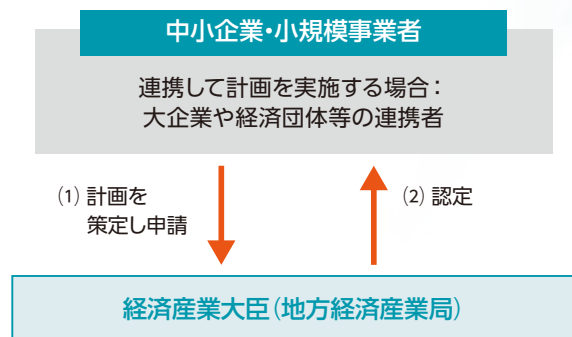 中小企業・小規模事業者
連携して計画を実施する場合：
大企業や経済団体等の連携者
(1) 計画を
策定し申請
(2) 認定
経済産業大臣(地方経済産業局)